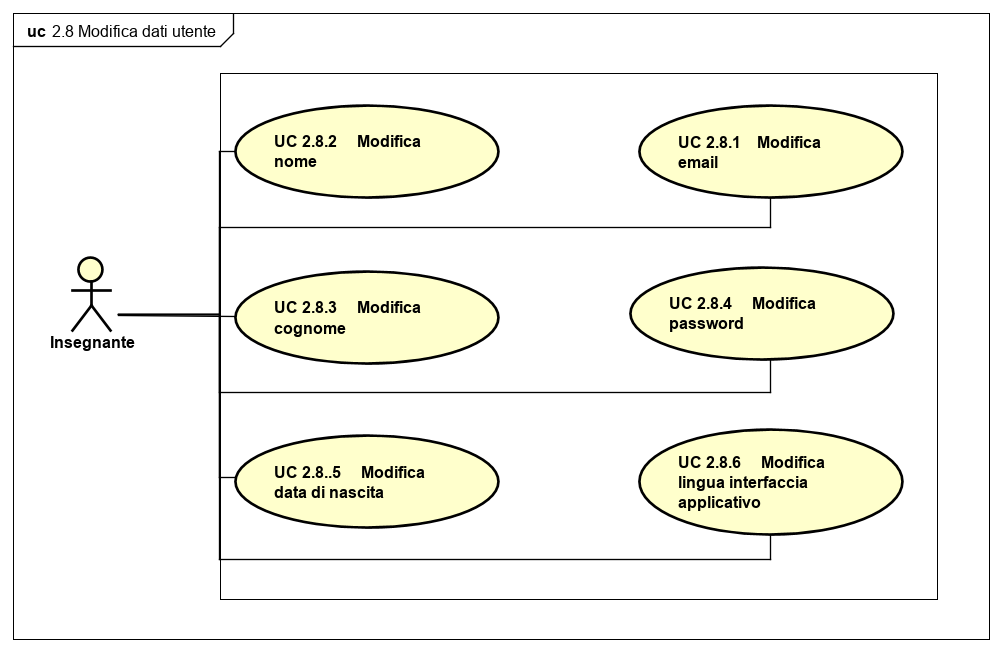 uc 2.8 Modifica dati utente
UC 2.8.2 Modifica
nome
UC 2.8.1 Modifica
email
UC 2.8.3 Modifica
cognome
UC 2.8.4 Modifica
password
Insegnante
UC 2.8..5 Modifica
data di nascita
UC 2.8.6 Modifica
lingua interfaccia
applicativo